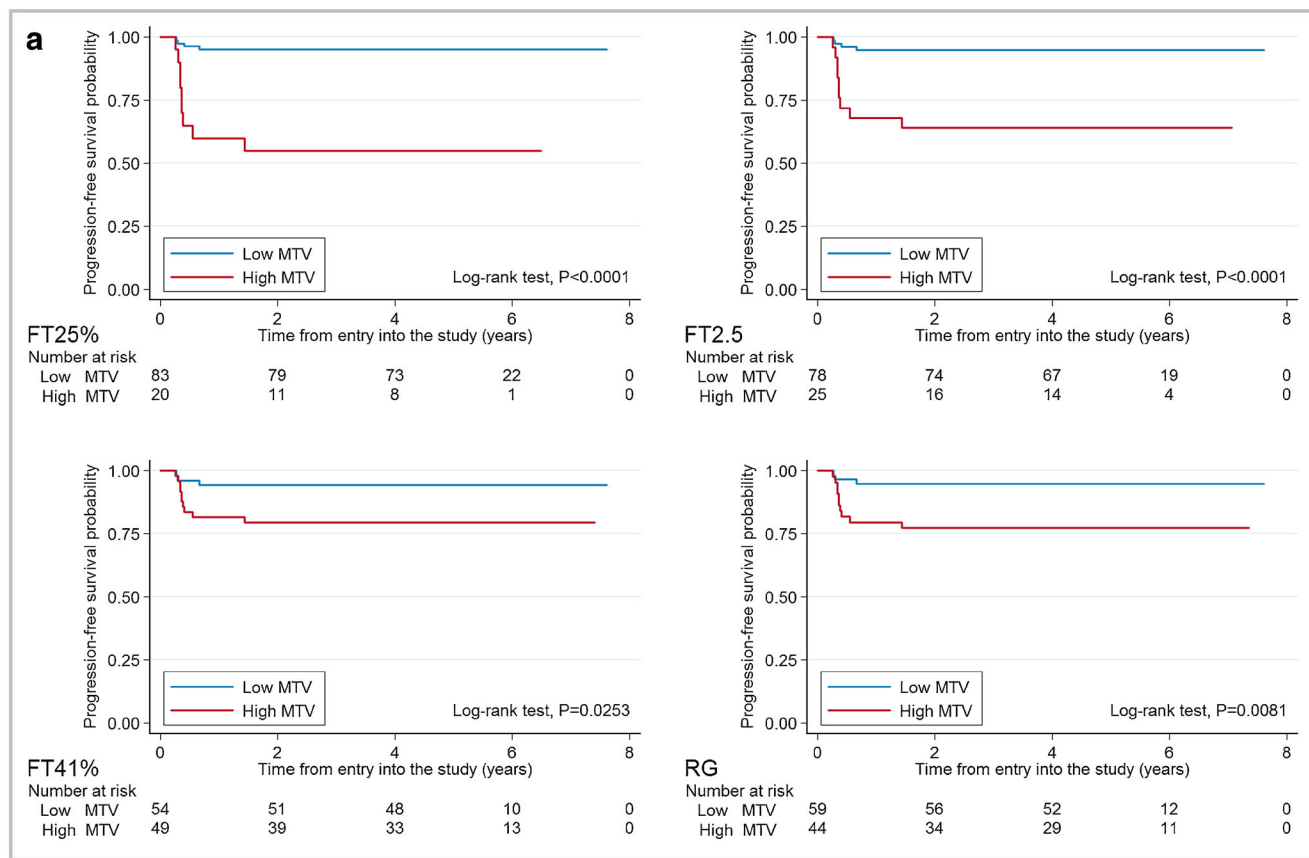 a
Progression-free survival probability
1.00
0.75
0.50
0.25
0.00
Low MTV
High MTV
Log-rank test, P<0.0001
0 2 4 6 8
Time from entry into the study (years)
FT25%
Number at risk
Low MTV 83 79 73 22 0
High MTV 20 11 8 1 0
Progression-free survival probability
1.00
0.75
0.50
0.25
0.00
Low MTV
High MTV
Log-rank test, P<0.0001
0 2 4 6 8
Time from entry into the study (years)
FT2.5
Number at risk
Low MTV 78 74 67 19 0
High MTV 25 16 14 4 0
Progression-free survival probability
1.00
0.75
0.50
0.25
0.00
Low MTV
High MTV
Log-rank test, P=0.0253
0 2 4 6 8
Time from entry into the study (years)
FT41%
Number at risk
Low MTV 54 51 48 10 0
High MTV 49 39 33 13 0
Progression-free survival probability
1.00
0.75
0.50
0.25
0.00
Low MTV
High MTV
Log-rank test, P=0.0081
0 2 4 6 8
Time from entry into the study (years)
RG
Number at risk
Low MTV 59 56 52 12 0
High MTV 44 34 29 11 0